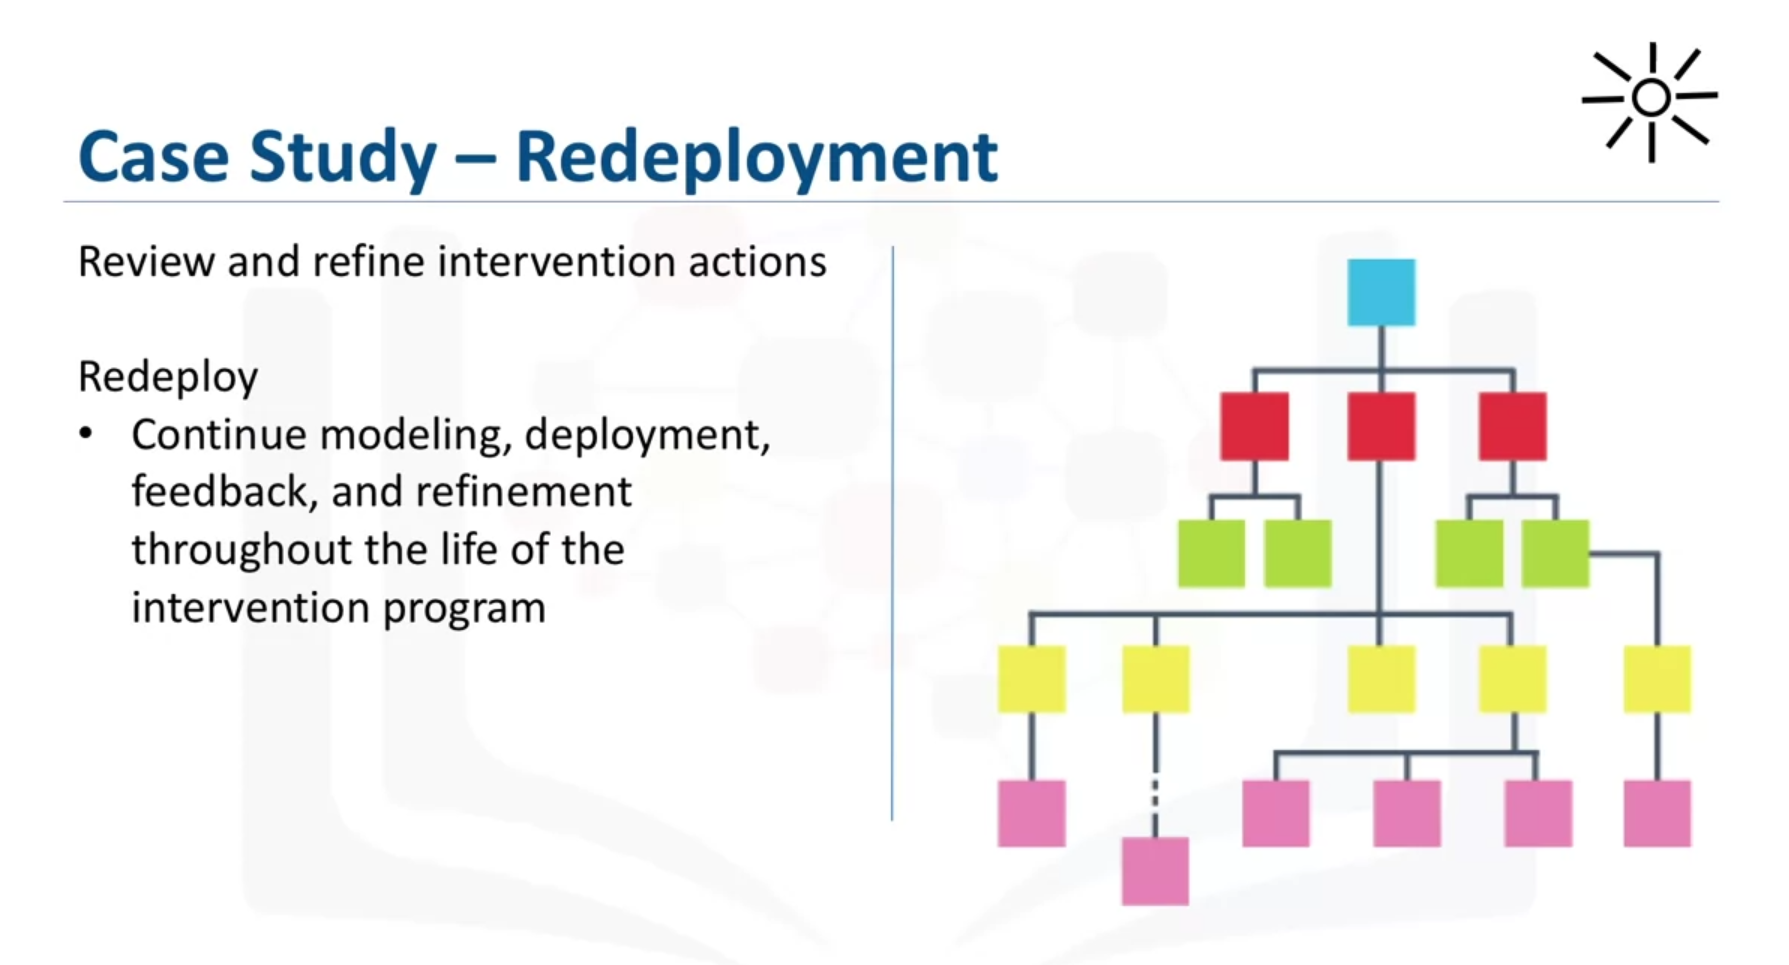 Case Study – Redeployment
Review and refine intervention actions
Redeploy
• Continue modeling, deployment,
feedback, and refinement
throughout the life of the
intervention program